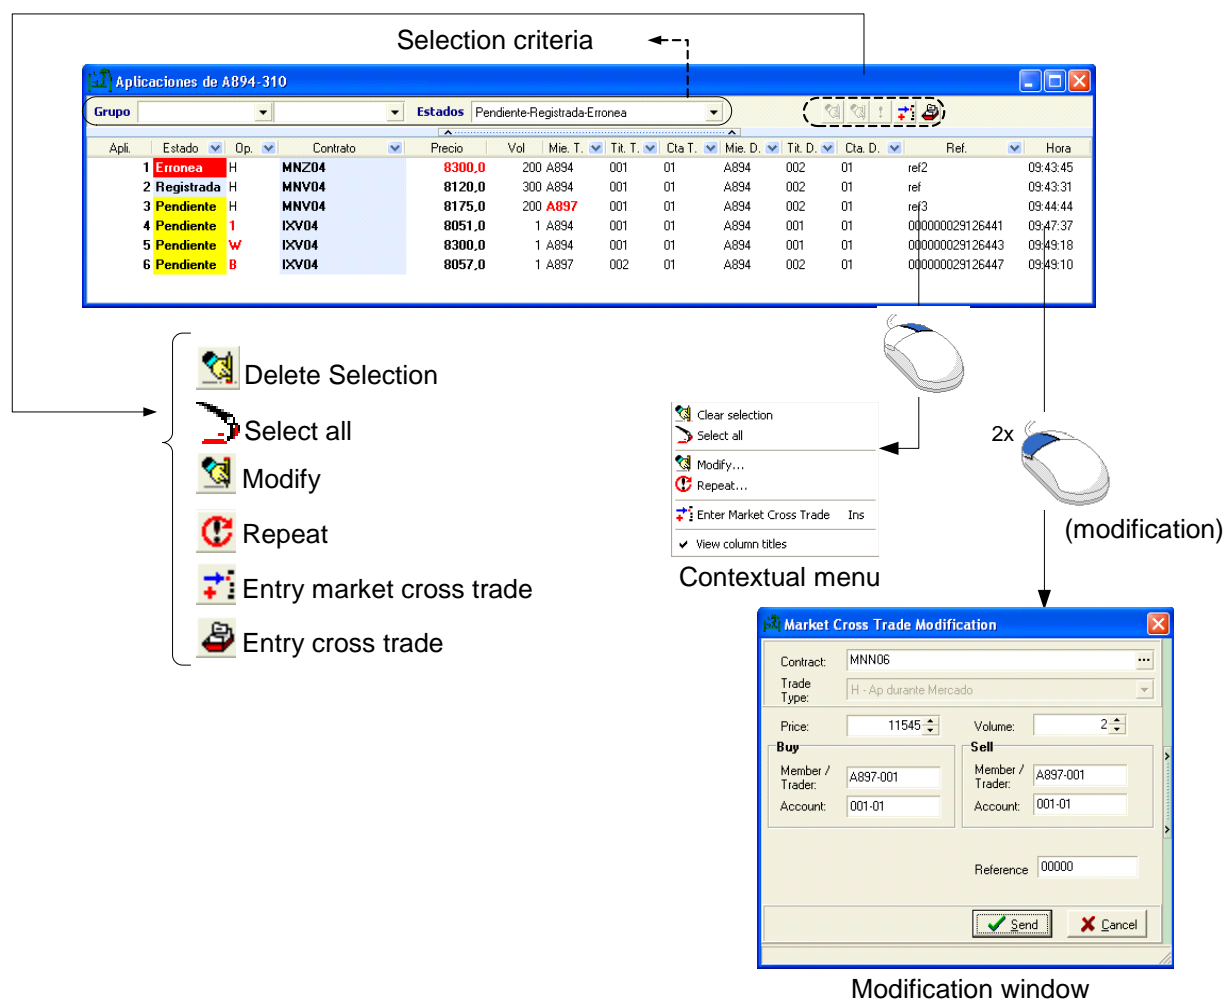 Selection criteria
Aplicaciones de A894-310
Grupo Estados Pendiente-Registrada-Erronea
Apli. Estado Op. Contrato Precio Vol Mie. T. Tit. T. Cta T. Mie. D. Tit. D. Cta. D. Ref. Hora
1 Erronea H MNZ04 8300,0 200 A894 001 01 A894 002 01 ref2 09:43:45
2 Registrada H MNV04 8120,0 300 A894 001 01 A894 002 01 ref 09:43:31
3 Pendiente H MNV04 8175,0 200 A897 001 01 A894 002 01 ref3 09:44:44
4 Pendiente 1 IXV04 8051,0 1 A894 001 01 A894 001 01 000000029126441 09:47:37
5 Pendiente W IXV04 8300,0 1 A894 001 01 A894 002 01 000000029126443 09:49:18
6 Pendiente B IXV04 8057,0 1 A897 002 01 A894 002 01 000000029126447 09:49:10
Delete Selection
Select all
Modify
Repeat
Entry market cross trade
Entry cross trade
Clear selection
Select all
Modify...
Repeat...
Enter Market Cross Trade Ins
View column titles
Contextual menu
2x
(modification)
Market Cross Trade Modification
Contract: MNN06 ...
Trade Type: H - Ap durante Mercado
Price: 11545 Volume: 2
Buy Sell
Member / Trader: A897-001 Member / Trader: A897-001
Account: 001-01 Account: 001-01
Reference 00000
Send Cancel
Modification window